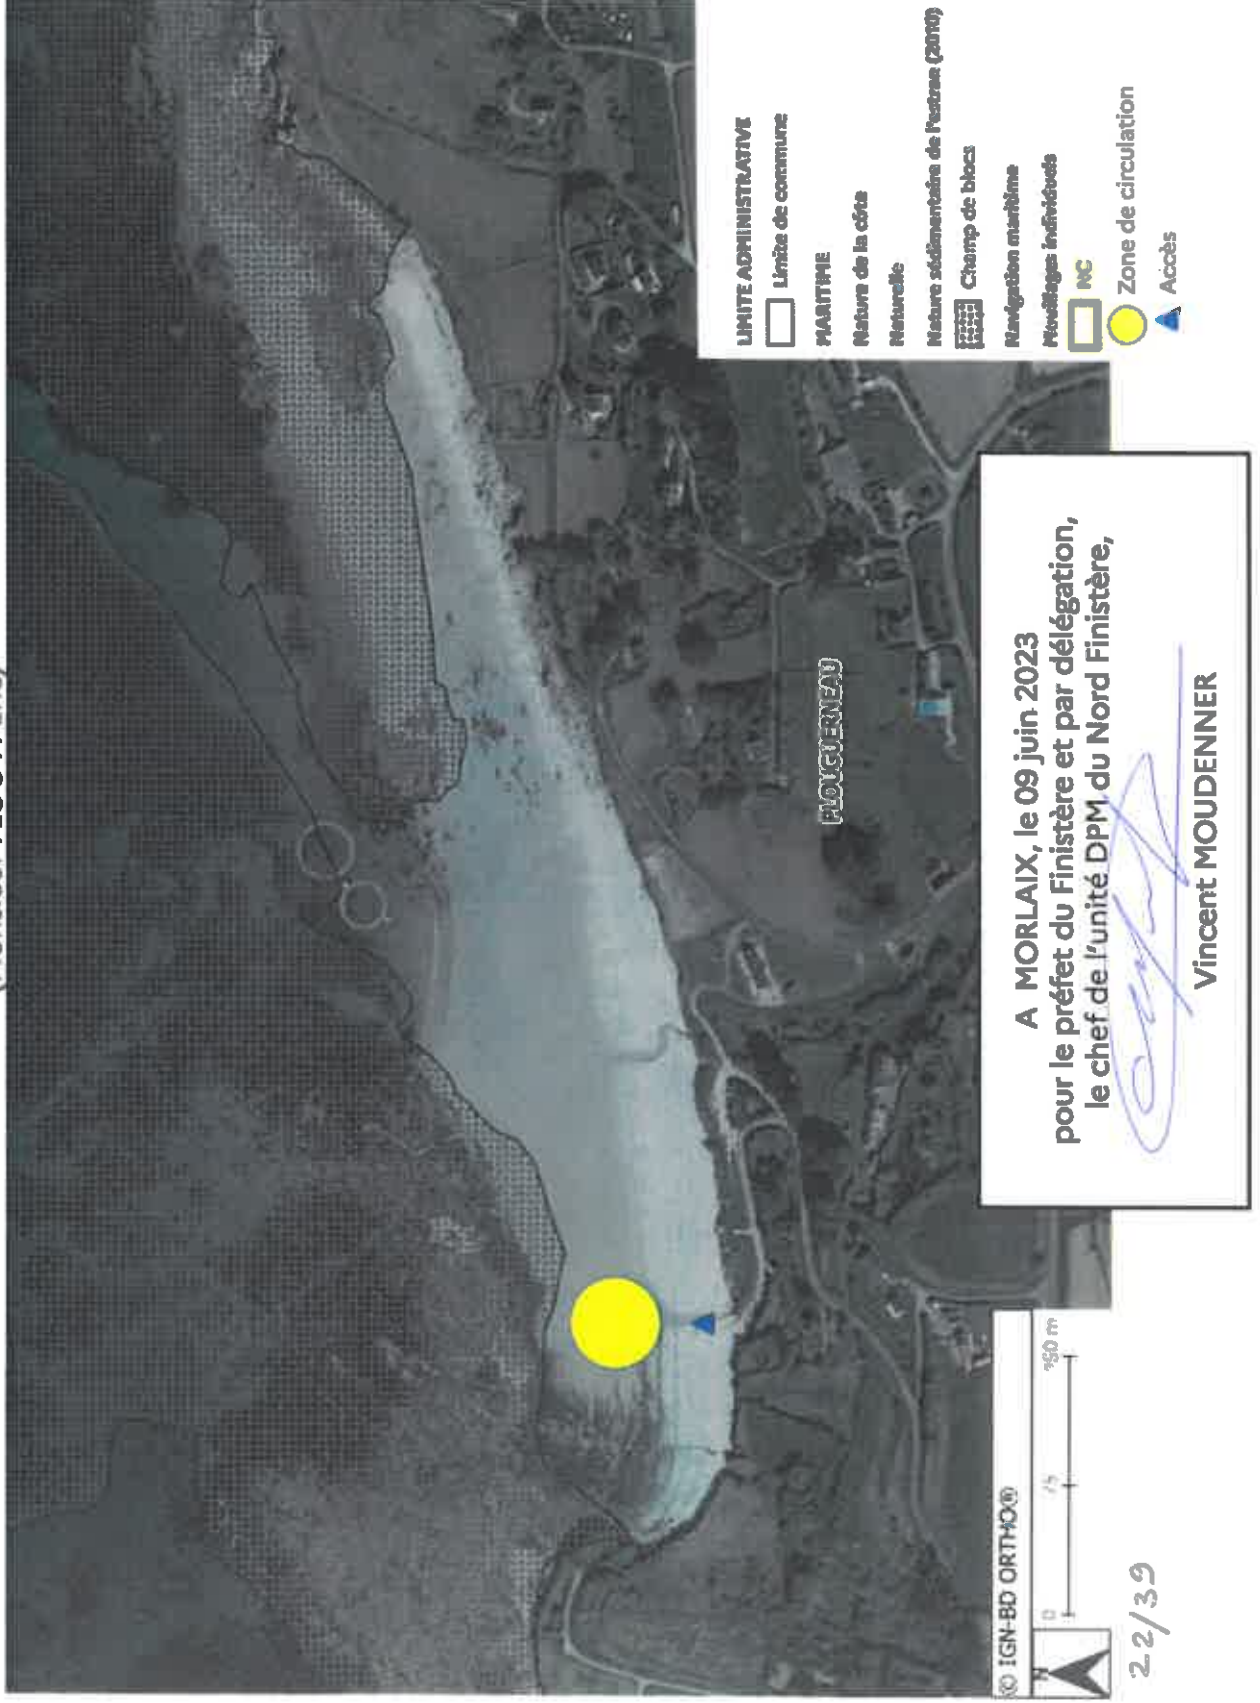 PLOUGUERNEAU
LIMITE ADMINISTRATIVE
Limite de commune
MARITIME
Nature de la côte
Naturelle
Nature sédimentaire de l'estran (2010)
Champ de blocs
Navigation maritime
Mouillages individuels
NC
Zone de circulation
Accès
A MORLAIX, le 09 juin 2023
pour le préfet du Finistère et par délégation,
le chef de l'unité DPM du Nord Finistère,
Vincent MOUDENNER
© IGN-BD ORTHO®
N
0 75 150 m
22/39